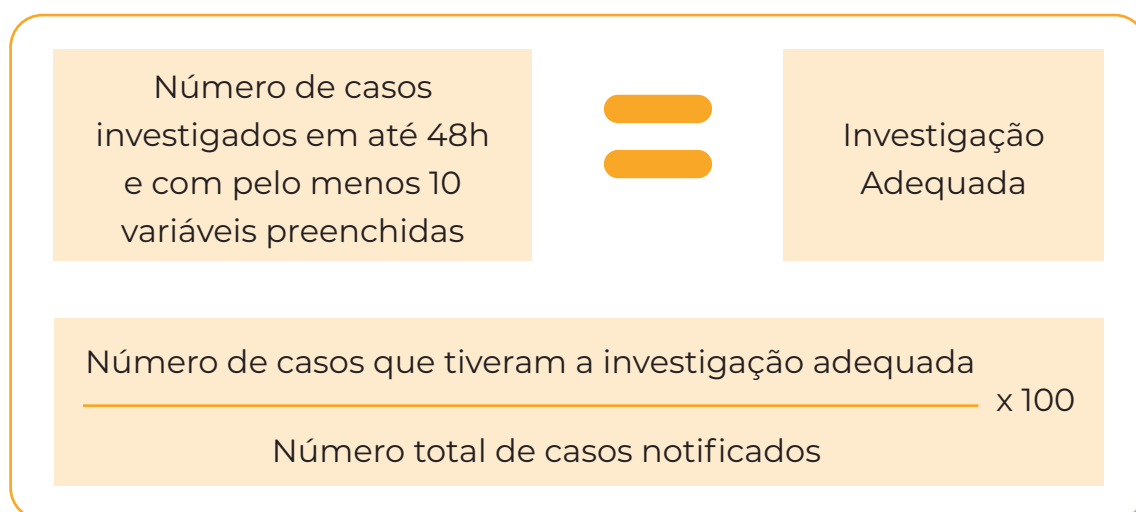 Número de casos
investigados em até 48h
e com pelo menos 10
variáveis preenchidas
Investigação
Adequada
Número de casos que tiveram a investigação adequada
x 100
Número total de casos notificados